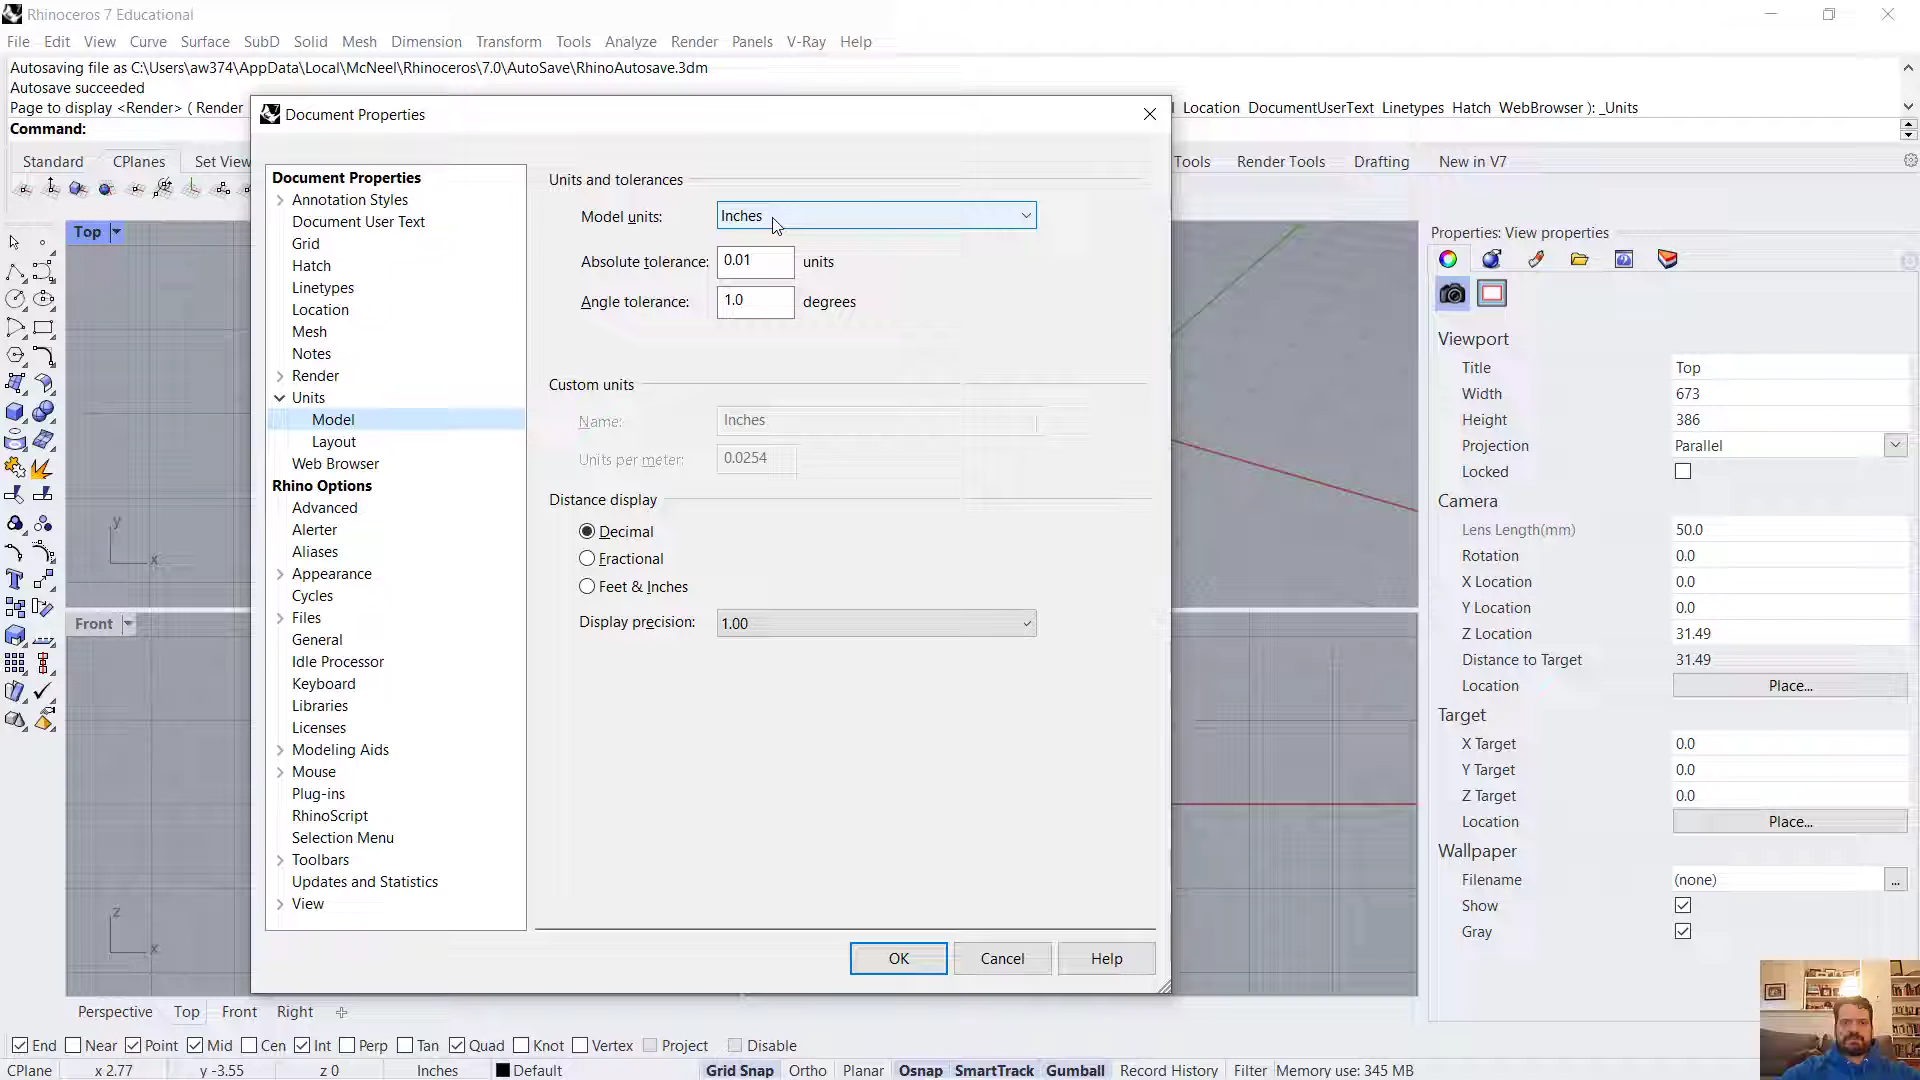 Rhinoceros 7 Educational
File Edit View Curve Surface SubD Solid Mesh Dimension Transform Tools Analyze Render Panels V-Ray Help
Autosaving file as C:\Users\aw374\AppData\Local\McNeel\Rhinoceros\7.0\AutoSave\RhinoAutosave.3dm
Autosave succeeded
Page to display <Render> ( Render Location DocumentUserText Linetypes Hatch WebBrowser ): _Units
Command:
Standard CPlanes Set View Tools Render Tools Drafting New in V7
Document Properties
Document Properties
Annotation Styles
Document User Text
Grid
Hatch
Linetypes
Location
Mesh
Notes
Render
Units
Model
Layout
Web Browser
Rhino Options
Advanced
Alerter
Aliases
Appearance
Cycles
Files
General
Idle Processor
Keyboard
Libraries
Licenses
Modeling Aids
Mouse
Plug-ins
RhinoScript
Selection Menu
Toolbars
Updates and Statistics
View
Units and tolerances
Model units: Inches
Absolute tolerance: 0.01 units
Angle tolerance: 1.0 degrees
Custom units
Name: Inches
Units per meter: 0.0254
Distance display
Decimal
Fractional
Feet & Inches
Display precision: 1.00
OK Cancel Help
Top
y
x
Front
z
x
Properties: View properties
Viewport
Title Top
Width 673
Height 386
Projection Parallel
Locked
Camera
Lens Length(mm) 50.0
Rotation 0.0
X Location 0.0
Y Location 0.0
Z Location 31.49
Distance to Target 31.49
Location Place...
Target
X Target 0.0
Y Target 0.0
Z Target 0.0
Location Place...
Wallpaper
Filename (none) ...
Show
Gray
Perspective Top Front Right
End Near Point Mid Cen Int Perp Tan Quad Knot Vertex Project Disable
CPlane x 2.77 y -3.55 z 0 Inches Default Grid Snap Ortho Planar Osnap SmartTrack Gumball Record History Filter Memory use: 345 MB